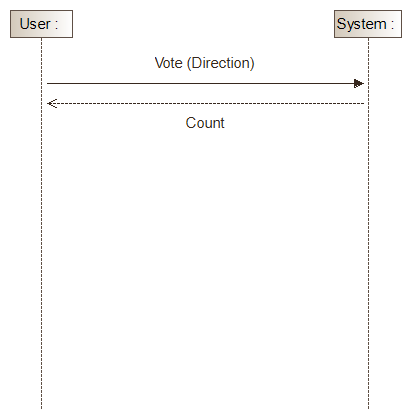 User :
System :
Vote (Direction)
Count